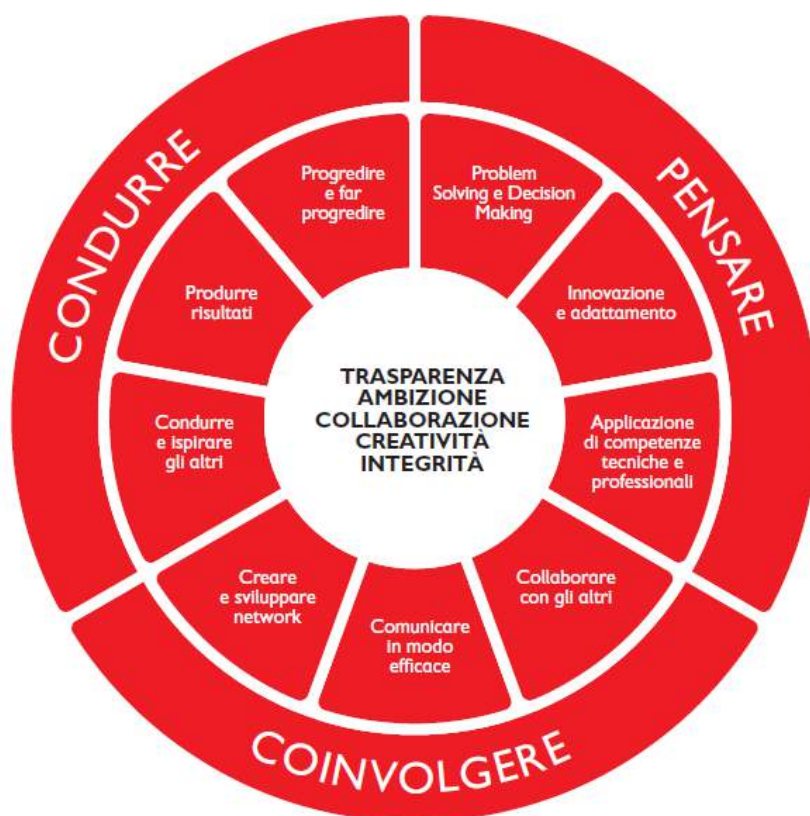 CONDURRE
PENSARE
COINVOLGERE
Progredire
e far
progredire
Problem
Solving e Decision
Making
Innovazione
e adattamento
Applicazione
di competenze
tecniche e
professionali
Collaborare
con gli altri
Comunicare
in modo
efficace
Creare
e sviluppare
network
Condurre
e ispirare
gli altri
Produrre
risultati
TRASPARENZA
AMBIZIONE
COLLABORAZIONE
CREATIVITÀ
INTEGRITÀ